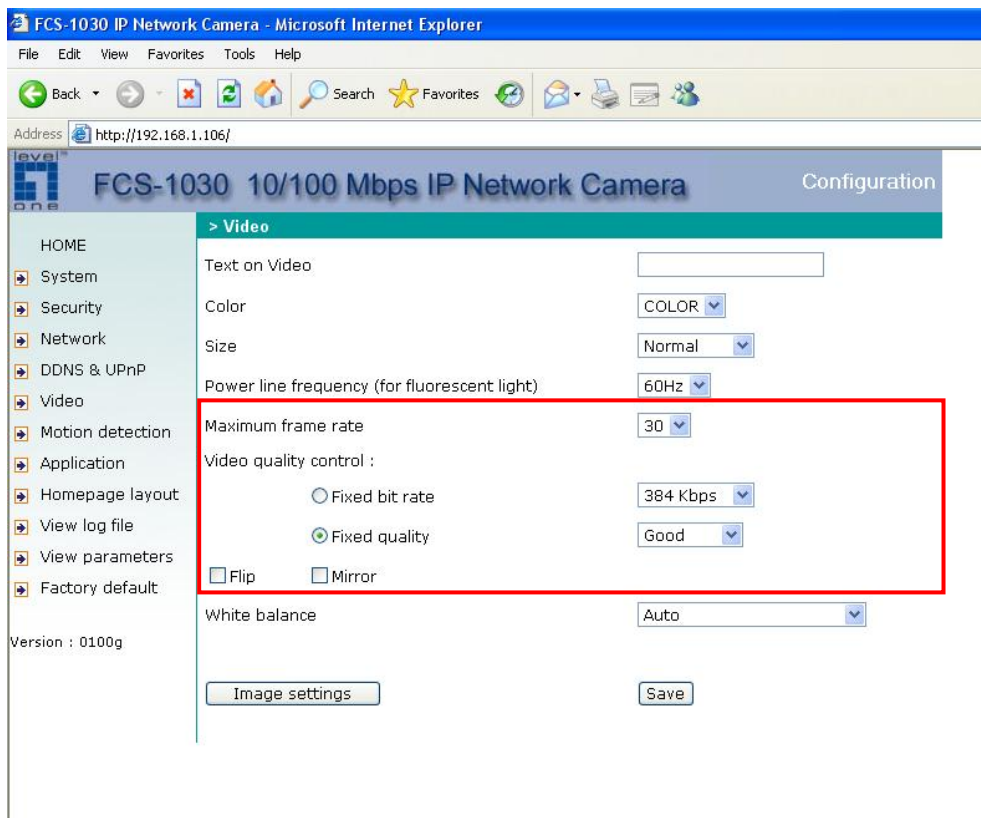 FCS-1030 IP Network Camera - Microsoft Internet Explorer
File Edit View Favorites Tools Help
Back Search Favorites
Address http://192.168.1.106/
level™
one
FCS-1030 10/100 Mbps IP Network Camera Configuration
> Video
HOME
System
Security
Network
DDNS & UPnP
Video
Motion detection
Application
Homepage layout
View log file
View parameters
Factory default
Version : 0100g
Text on Video
Color COLOR
Size Normal
Power line frequency (for fluorescent light) 60Hz
Maximum frame rate 30
Video quality control :
Fixed bit rate 384 Kbps
Fixed quality Good
Flip Mirror
White balance Auto
Image settings Save